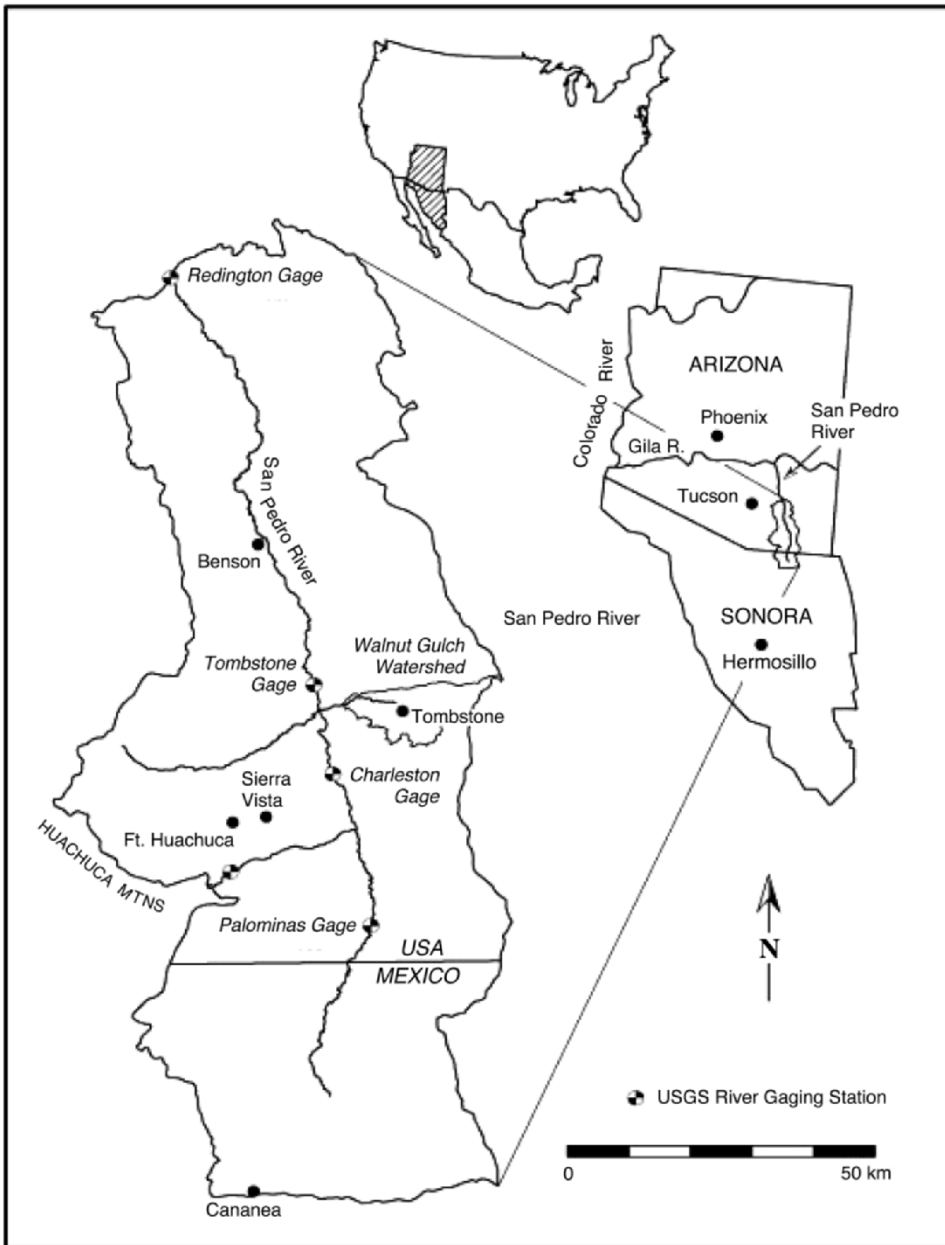 Redington Gage
San Pedro River
Benson
Tombstone
Gage
Walnut Gulch
Watershed
Tombstone
Charleston
Gage
Sierra
Vista
Ft. Huachuca
HUACHUCA MTNS
Palominas Gage
USA
MEXICO
Cananea
San Pedro River
Colorado River
ARIZONA
Phoenix
San Pedro
River
Gila R.
Tucson
SONORA
Hermosillo
N
USGS River Gaging Station
0 50 km